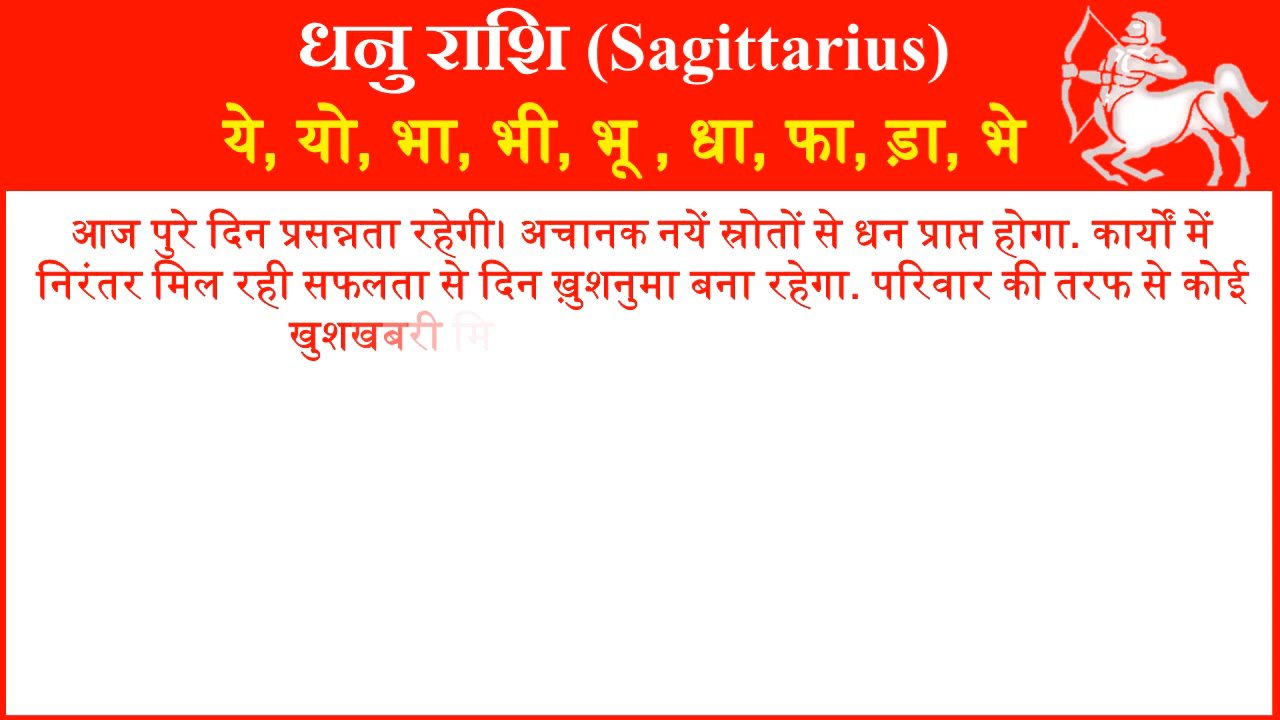 धनु राशि (Sagittarius)
ये, यो, भा, भी, भू , धा, फा, ड़ा, भे
आज पुरे दिन प्रसन्नता रहेगी। अचानक नयें स्रोतों से धन प्राप्त होगा. कार्यों में
निरंतर मिल रही सफलता से दिन ख़ुशनुमा बना रहेगा. परिवार की तरफ से कोई
खुशखबरी मि